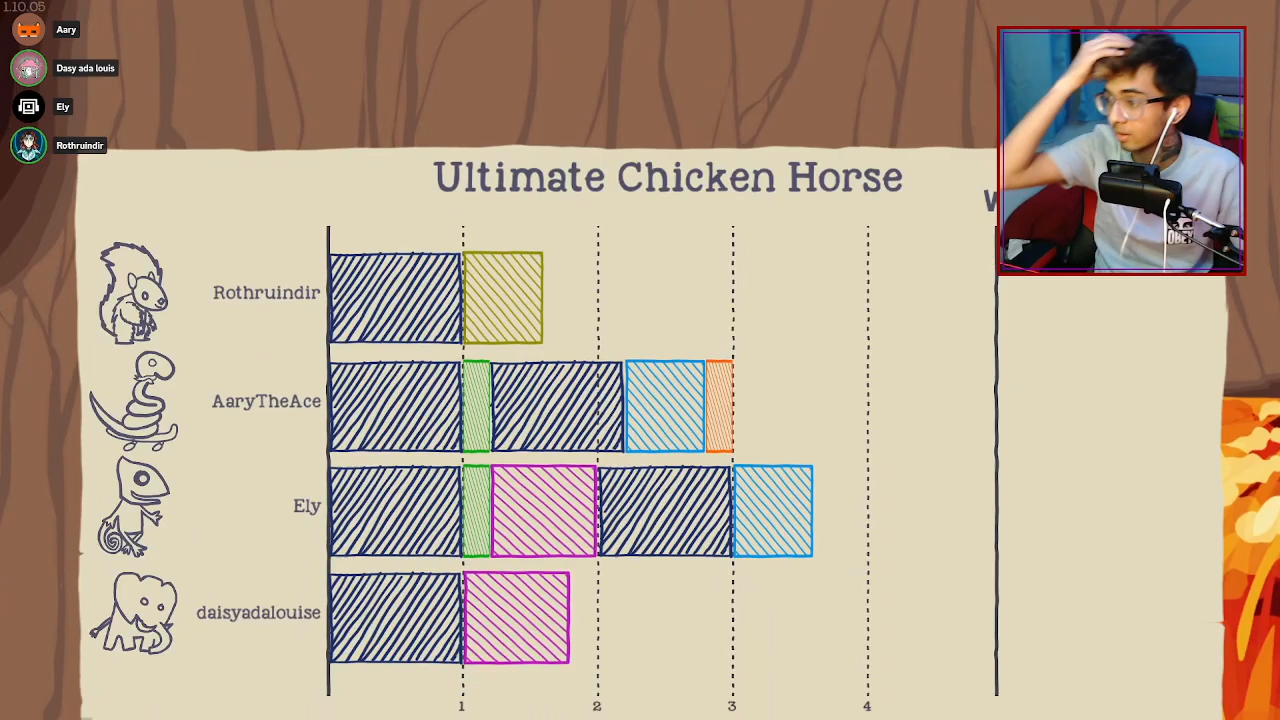 1.10.05
Aary
Dasy ada louis
Ely
Rothruindir
Ultimate Chicken Horse
Rothruindir
AaryTheAce
Ely
daisyadalouise
1 2 3 4
OBEY